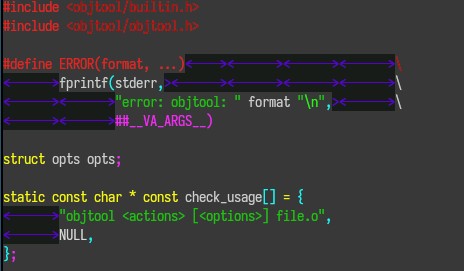 #include <objtool/builtin.h>
#include <objtool/objtool.h>
#define ERROR(format, ...) \
fprintf(stderr, \
"error: objtool: " format "\n", \
##__VA_ARGS__)
struct opts opts;
static const char * const check_usage[] = {
"objtool <actions> [<options>] file.o",
NULL,
};